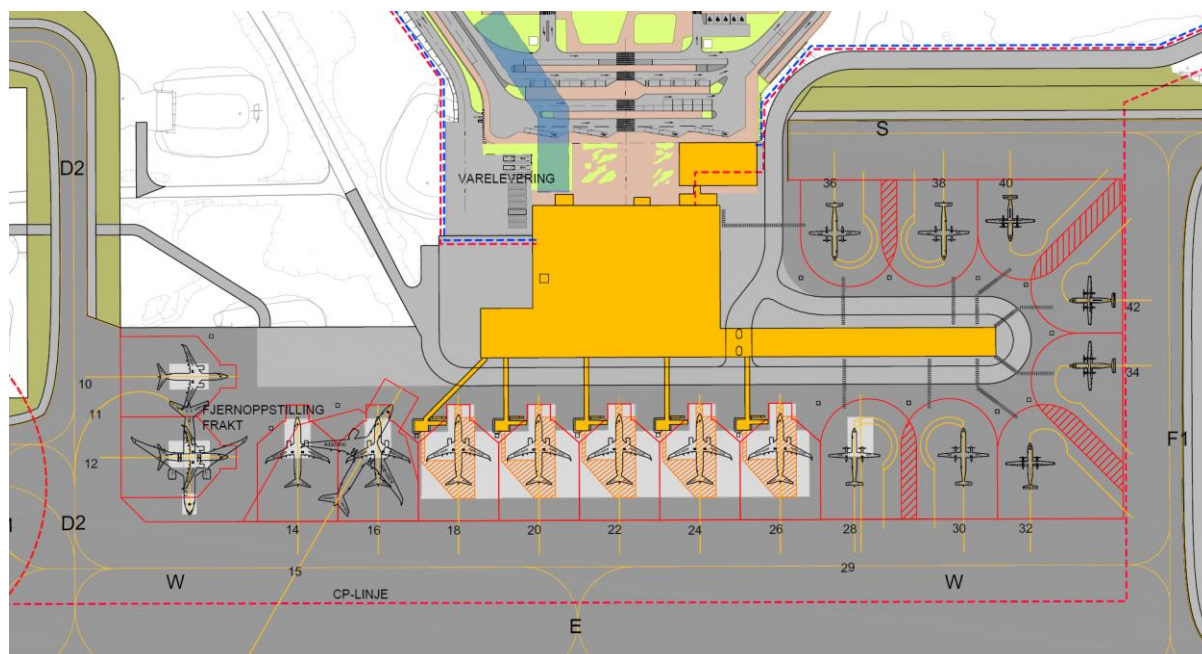 S
D2
VARELEVERING
36
38
40
42
34
10
11
FJERNOPPSTILLING
FRAKT
12
F1
D2
14
16
18
20
22
24
26
28
30
32
15
29
W
W
CP-LINJE
E